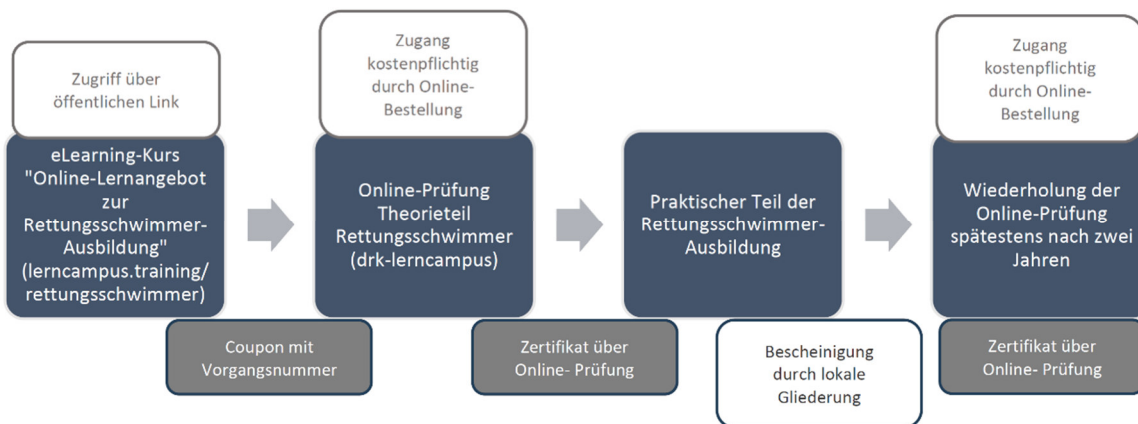 Zugriff über
öffentlichen Link
eLearning-Kurs
"Online-Lernangebot
zur
Rettungsschwimmer-
Ausbildung"
(lerncampus.training/
rettungsschwimmer)
Coupon mit
Vorgangsnummer
Zugang
kostenpflichtig
durch Online-
Bestellung
Online-Prüfung
Theorieteil
Rettungsschwimmer
(drk-lerncampus)
Zertifikat über
Online- Prüfung
Praktischer Teil der
Rettungsschwimmer-
Ausbildung
Bescheinigung
durch lokale
Gliederung
Zugang
kostenpflichtig
durch Online-
Bestellung
Wiederholung der
Online-Prüfung
spätestens nach zwei
Jahren
Zertifikat über
Online- Prüfung